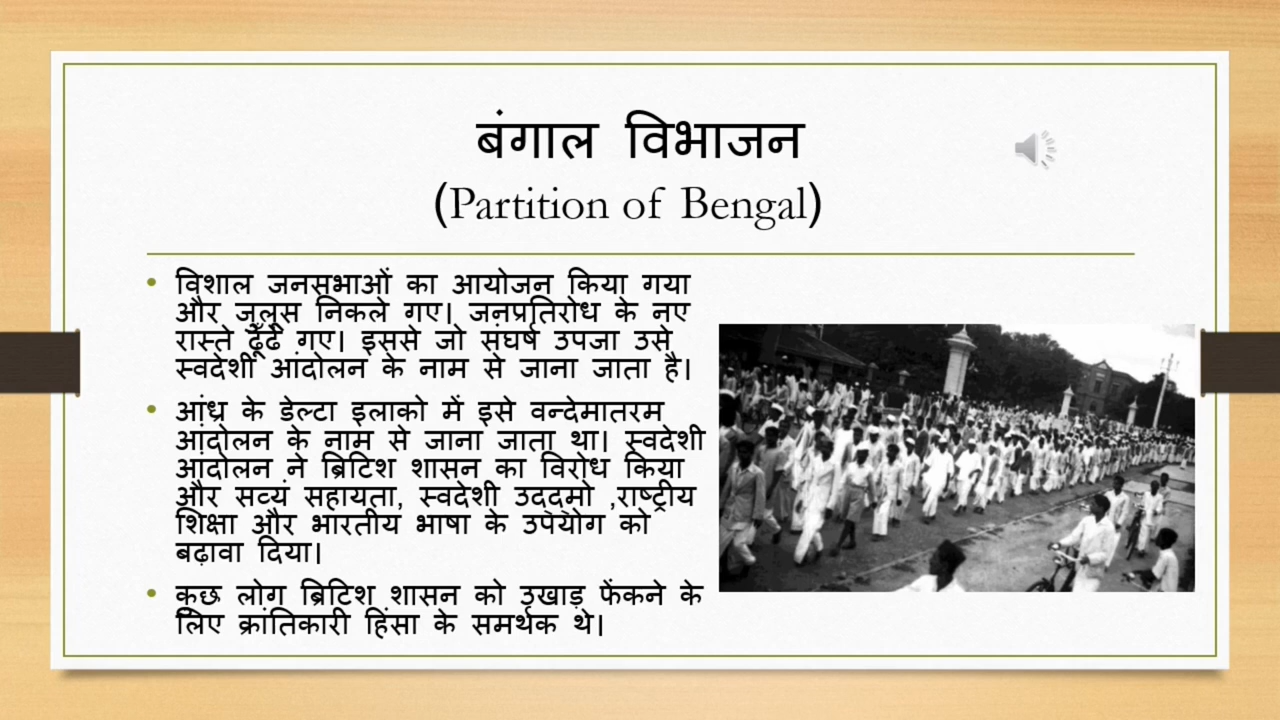 बंगाल विभाजन
(Partition of Bengal)
• विशाल जनसभाओं का आयोजन किया गया
और जुलूस निकले गए। जनप्रतिरोध के नए
रास्ते ढूँढे गए। इससे जो संघर्ष उपजा उसे
स्वदेशी आंदोलन के नाम से जाना जाता है।
• आंध्र के डेल्टा इलाको में इसे वन्देमातरम
आंदोलन के नाम से जाना जाता था। स्वदेशी
आंदोलन ने ब्रिटिश शासन का विरोध किया
और सव्यं सहायता, स्वदेशी उद्द्मो ,राष्ट्रीय
शिक्षा और भारतीय भाषा के उपयोग को
बढ़ावा दिया।
• कुछ लोग ब्रिटिश शासन को उखाड़ फेंकने के
लिए क्रांतिकारी हिंसा के समर्थक थे।